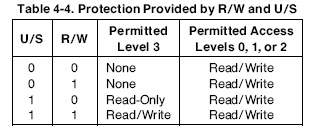 Table 4-4. Protection Provided by R/W and U/S
U/S R/W Permitted Level 3 Permitted Access Levels 0, 1, or 2
0 0 None Read/Write
0 1 None Read/Write
1 0 Read-Only Read/Write
1 1 Read/Write Read/Write